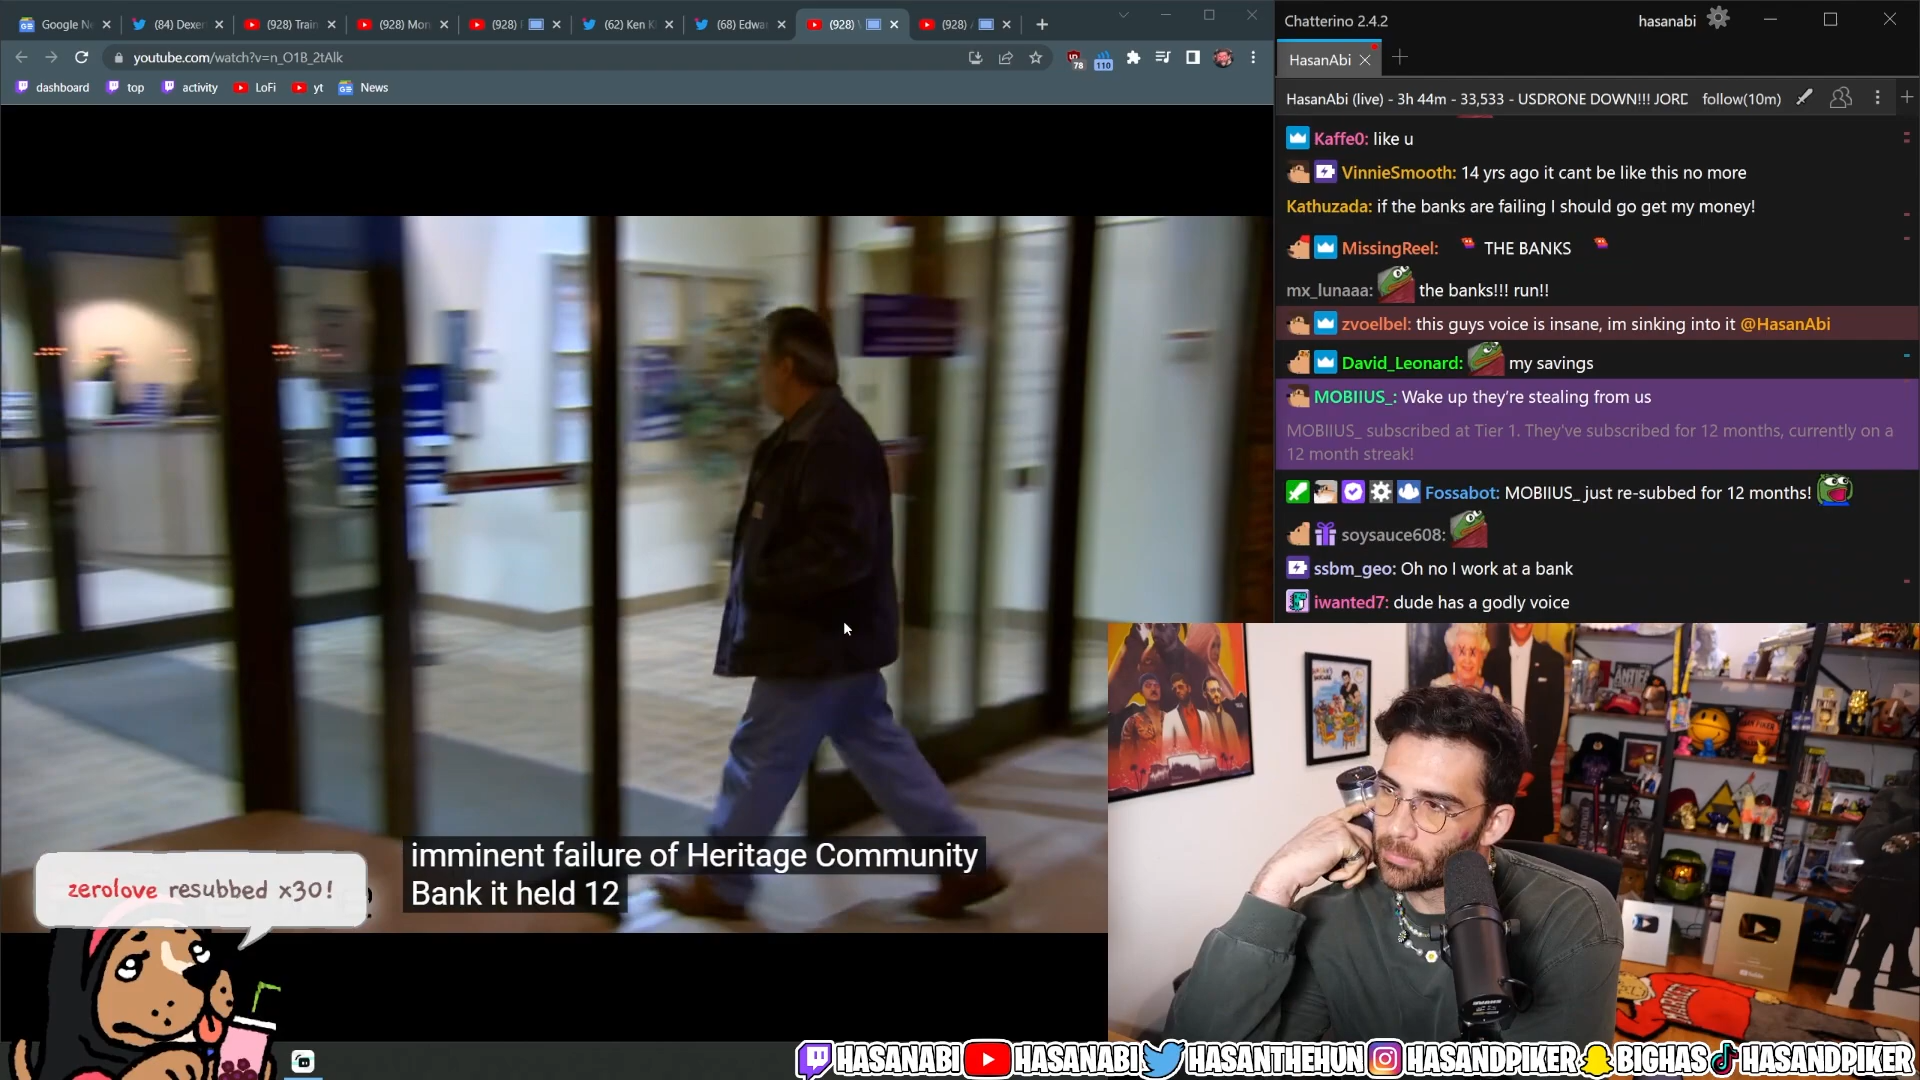 Google Ne
(84) Dexer
(928) Train
(928) Mon
(928)
(62) Ken K
(68) Edwa
(928)
(928)
youtube.com/watch?v=n_O1B_2tAlk
78
110
dashboard
top
activity
LoFi
yt
News
imminent failure of Heritage Community
Bank it held 12
zerolove resubbed x30!
Chatterino 2.4.2
hasanabi
HasanAbi
HasanAbi (live) - 3h 44m - 33,533 - USDRONE DOWN!!! JORD
follow(10m)
Kaffe0: like u
VinnieSmooth: 14 yrs ago it cant be like this no more
Kathuzada: if the banks are failing I should go get my money!
MissingReel: THE BANKS
mx_lunaaa: the banks!!! run!!
zvoelbel: this guys voice is insane, im sinking into it @HasanAbi
David_Leonard: my savings
MOBIIUS_: Wake up they're stealing from us
MOBIIUS_ subscribed at Tier 1. They've subscribed for 12 months, currently on a
12 month streak!
Fossabot: MOBIIUS_ just re-subbed for 12 months!
soysauce608:
ssbm_geo: Oh no I work at a bank
iwanted7: dude has a godly voice
HASANABI HASANABI HASANTHEHUN HASANDPIKER BIGHAS HASANDPIKER